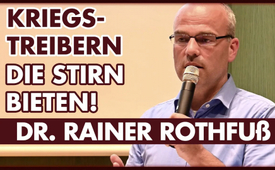 KRIEGS-
TREIBERN
DIE STIRN
BIETEN!
DR. RAINER ROTHFUß